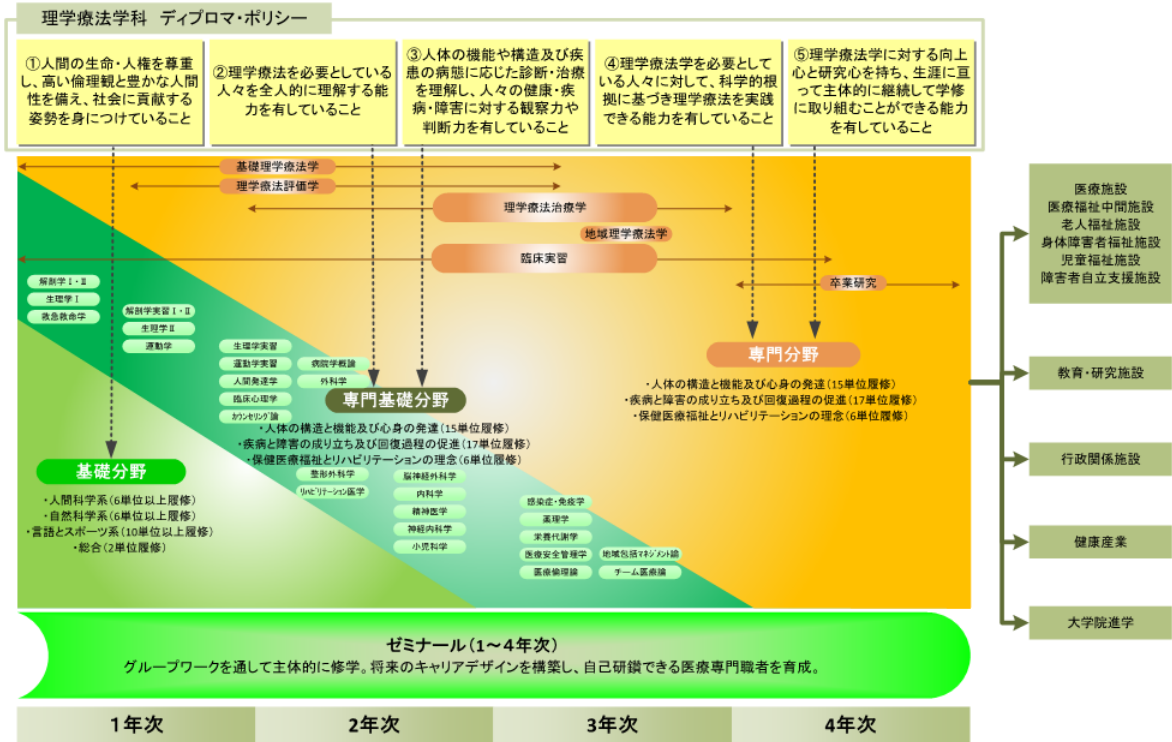 理学療法学科 ディプロマ・ポリシー
①人間の生命・人権を尊重
し、高い倫理観と豊かな人間
性を備え、社会に貢献する
姿勢を身につけていること
②理学療法を必要としている
人々を全人的に理解する能
力を有していること
③人体の機能や構造及び疾
患の病態に応じた診断・治療
を理解し、人々の健康・疾
病・障害に対する観察力や
判断力を有していること
④理学療法学を必要として
いる人々に対して、科学的根
拠に基づき理学療法を実践
できる能力を有していること
⑤理学療法学に対する向上
心と研究心を持ち、生涯に亘
って主体的に継続して学修
に取り組むことができる能力
を有していること
基礎理学療法学
理学療法評価学
理学療法治療学
地域理学療法学
臨床実習
卒業研究
解剖学Ⅰ・Ⅱ
生理学Ⅰ
救急救命学
解剖学実習Ⅰ・Ⅱ
生理学Ⅱ
運動学
生理学実習
運動学実習
人間発達学
臨床心理学
カウンセリング論
病院学概論
外科学
専門基礎分野
・人体の構造と機能及び心身の発達(15単位履修)
・疾病と障害の成り立ち及び回復過程の促進(17単位履修)
・保健医療福祉とリハビリテーションの理念(6単位履修)
専門分野
・人体の構造と機能及び心身の発達(15単位履修)
・疾病と障害の成り立ち及び回復過程の促進(17単位履修)
・保健医療福祉とリハビリテーションの理念(6単位履修)
基礎分野
・人間科学系(6単位以上履修)
・自然科学系(6単位以上履修)
・言語とスポーツ系(10単位以上履修)
・総合(2単位履修)
整形外科学
リハビリテーション医学
脳神経外科学
内科学
精神医学
神経内科学
小児科学
感染症・免疫学
薬理学
栄養代謝学
医療安全管理学
医療倫理論
地域包括マネジメント論
チーム医療論
医療施設
医療福祉中間施設
老人福祉施設
身体障害者福祉施設
児童福祉施設
障害者自立支援施設
教育・研究施設
行政関係施設
健康産業
大学院進学
ゼミナール(1～4年次)
グループワークを通して主体的に修学。将来のキャリアデザインを構築し、自己研鑽できる医療専門職者を育成。
1年次
2年次
3年次
4年次